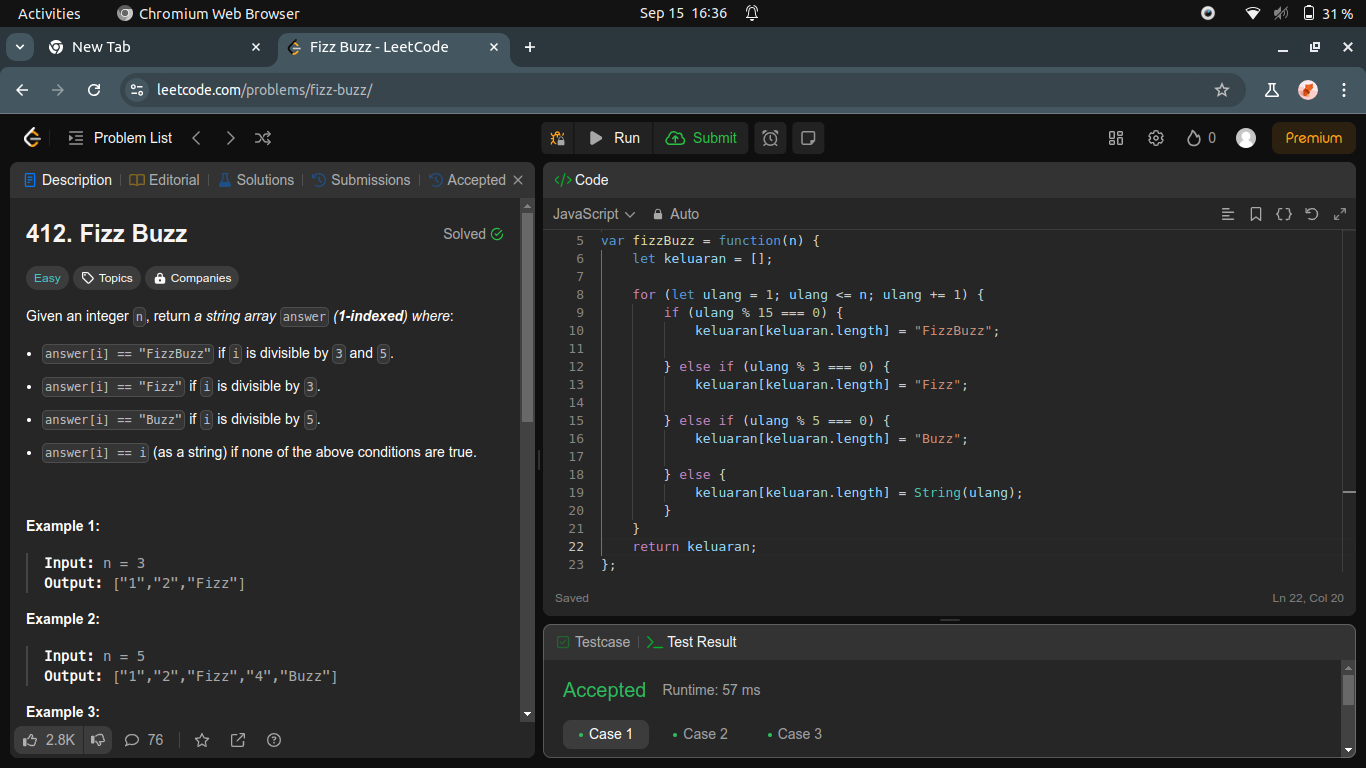 Activities Chromium Web Browser Sep 15 16:36 31 %
New Tab Fizz Buzz - LeetCode
leetcode.com/problems/fizz-buzz/
Problem List Run Submit 0 Premium
Description Editorial Solutions Submissions Accepted
412. Fizz Buzz Solved
Easy Topics Companies
Given an integer n, return a string array answer (1-indexed) where:
• answer[i] == "FizzBuzz" if i is divisible by 3 and 5.
• answer[i] == "Fizz" if i is divisible by 3.
• answer[i] == "Buzz" if i is divisible by 5.
• answer[i] == i (as a string) if none of the above conditions are true.
Example 1:
Input: n = 3
Output: ["1","2","Fizz"]
Example 2:
Input: n = 5
Output: ["1","2","Fizz","4","Buzz"]
Example 3:
2.8K 76
</> Code
JavaScript Auto
5 var fizzBuzz = function(n) {
6     let keluaran = [];
7
8     for (let ulang = 1; ulang <= n; ulang += 1) {
9         if (ulang % 15 === 0) {
10             keluaran[keluaran.length] = "FizzBuzz";
11
12         } else if (ulang % 3 === 0) {
13             keluaran[keluaran.length] = "Fizz";
14
15         } else if (ulang % 5 === 0) {
16             keluaran[keluaran.length] = "Buzz";
17
18         } else {
19             keluaran[keluaran.length] = String(ulang);
20         }
21     }
22     return keluaran;
23 };
Saved Ln 22, Col 20
Testcase >_ Test Result
Accepted Runtime: 57 ms
• Case 1 • Case 2 • Case 3